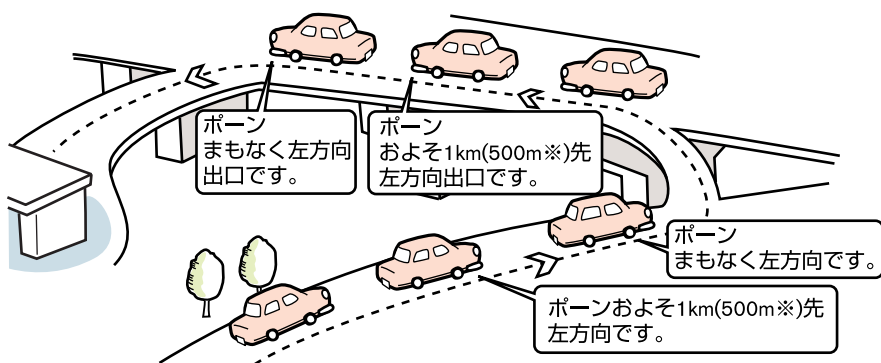 ポーン
まもなく左方向
出口です。
ポーン
およそ1km(500m※)先
左方向出口です。
ポーン
まもなく左方向です。
ポーンおよそ1km(500m※)先
左方向です。